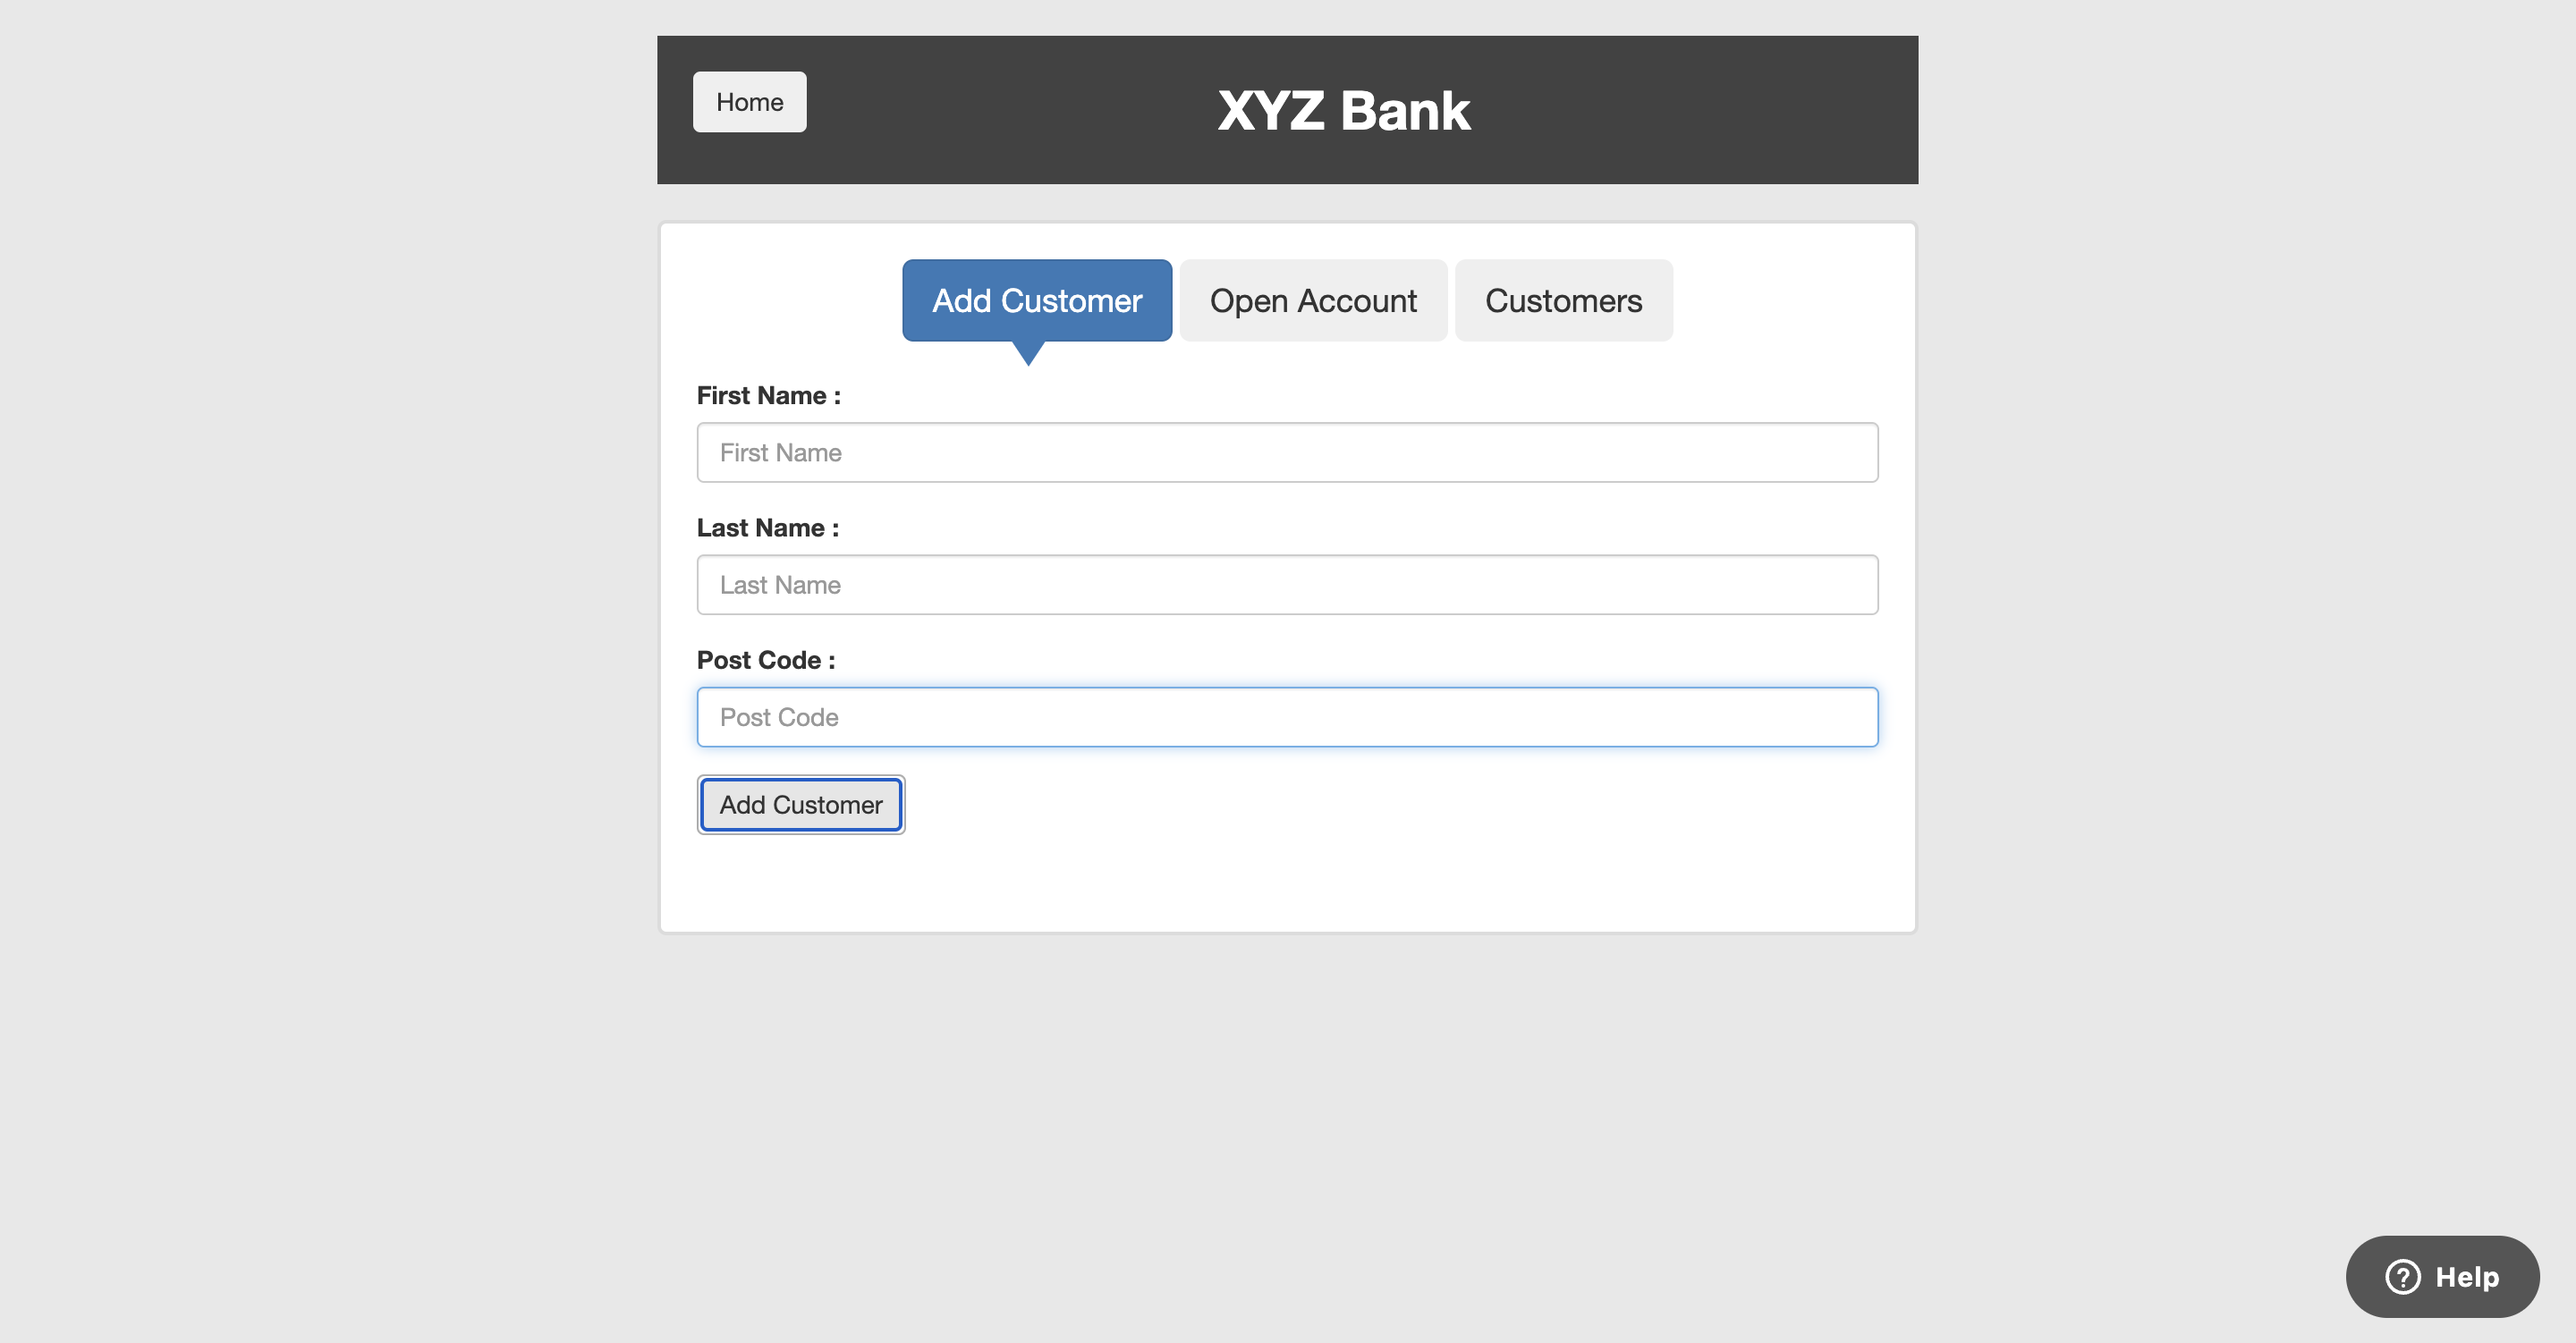 Home
XYZ Bank
Add Customer
Open Account
Customers
First Name :
First Name
Last Name :
Last Name
Post Code :
Post Code
Add Customer
? Help